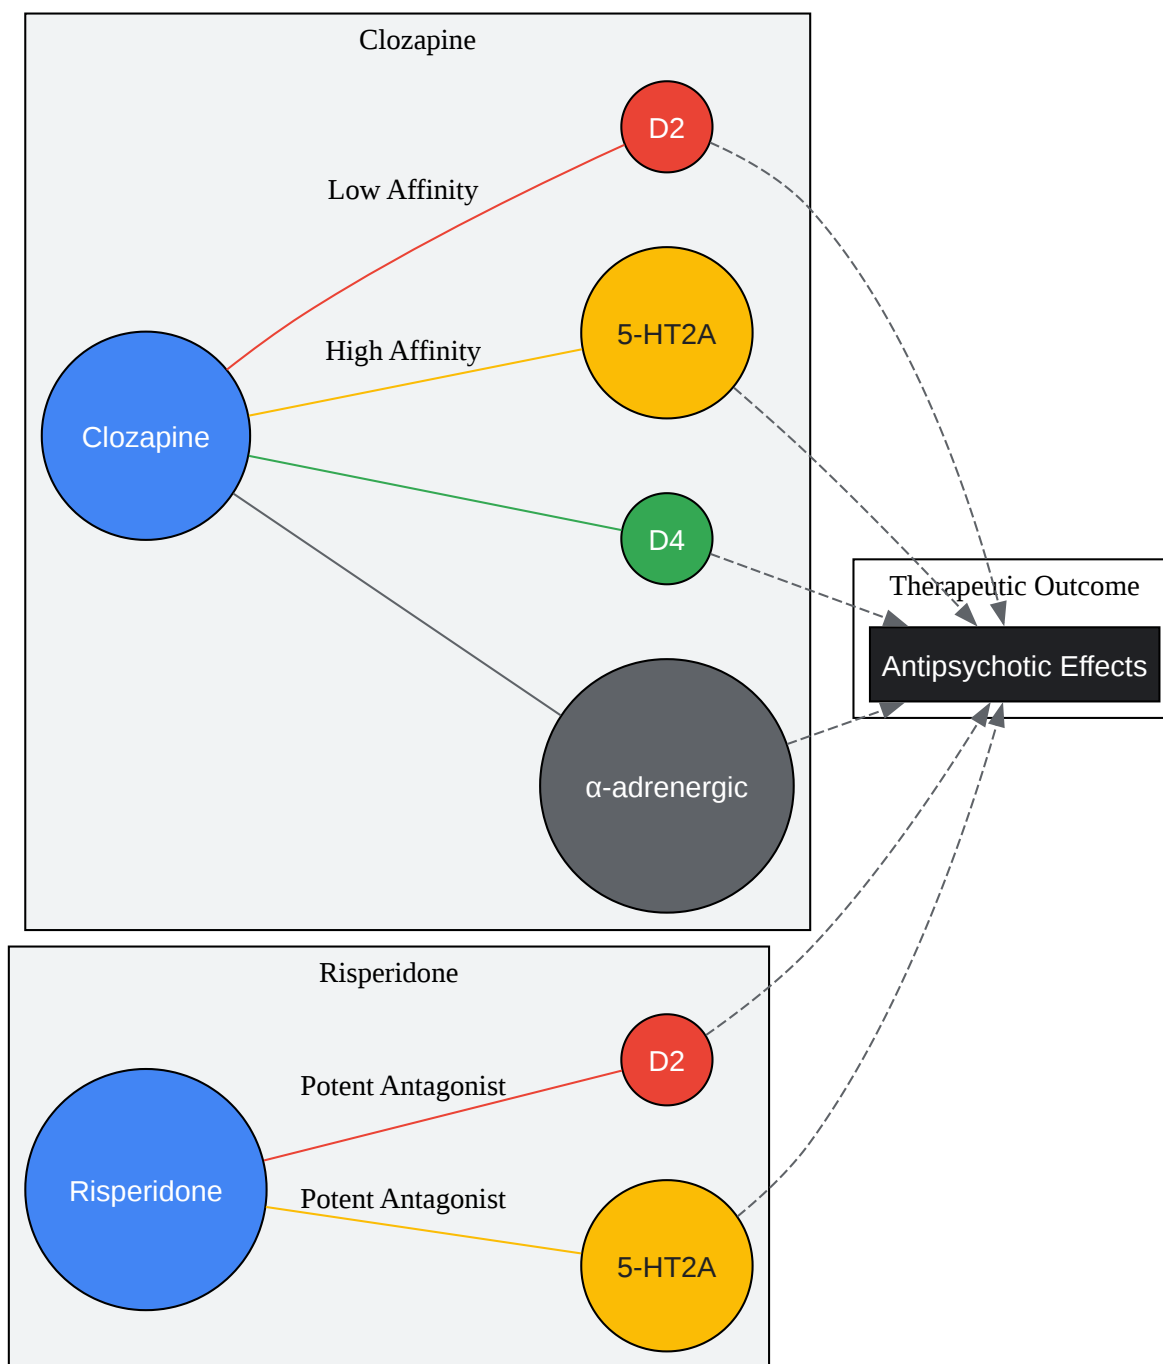 Clozapine
D2
Low Affinity
5-HT2A
High Affinity
Clozapine
D4
Therapeutic Outcome
Antipsychotic Effects
α-adrenergic
Risperidone
D2
Potent Antagonist
Risperidone
Potent Antagonist
5-HT2A